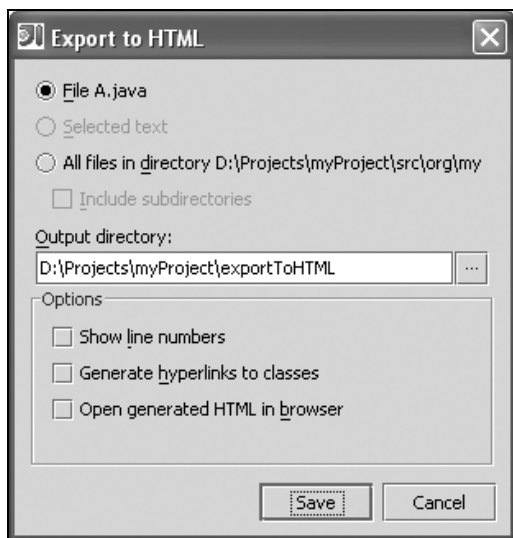 Export to HTML
File A.java
Selected text
All files in directory D:\Projects\myProject\src\org\my
Include subdirectories
Output directory:
D:\Projects\myProject\exportToHTML
...
Options
Show line numbers
Generate hyperlinks to classes
Open generated HTML in browser
Save Cancel